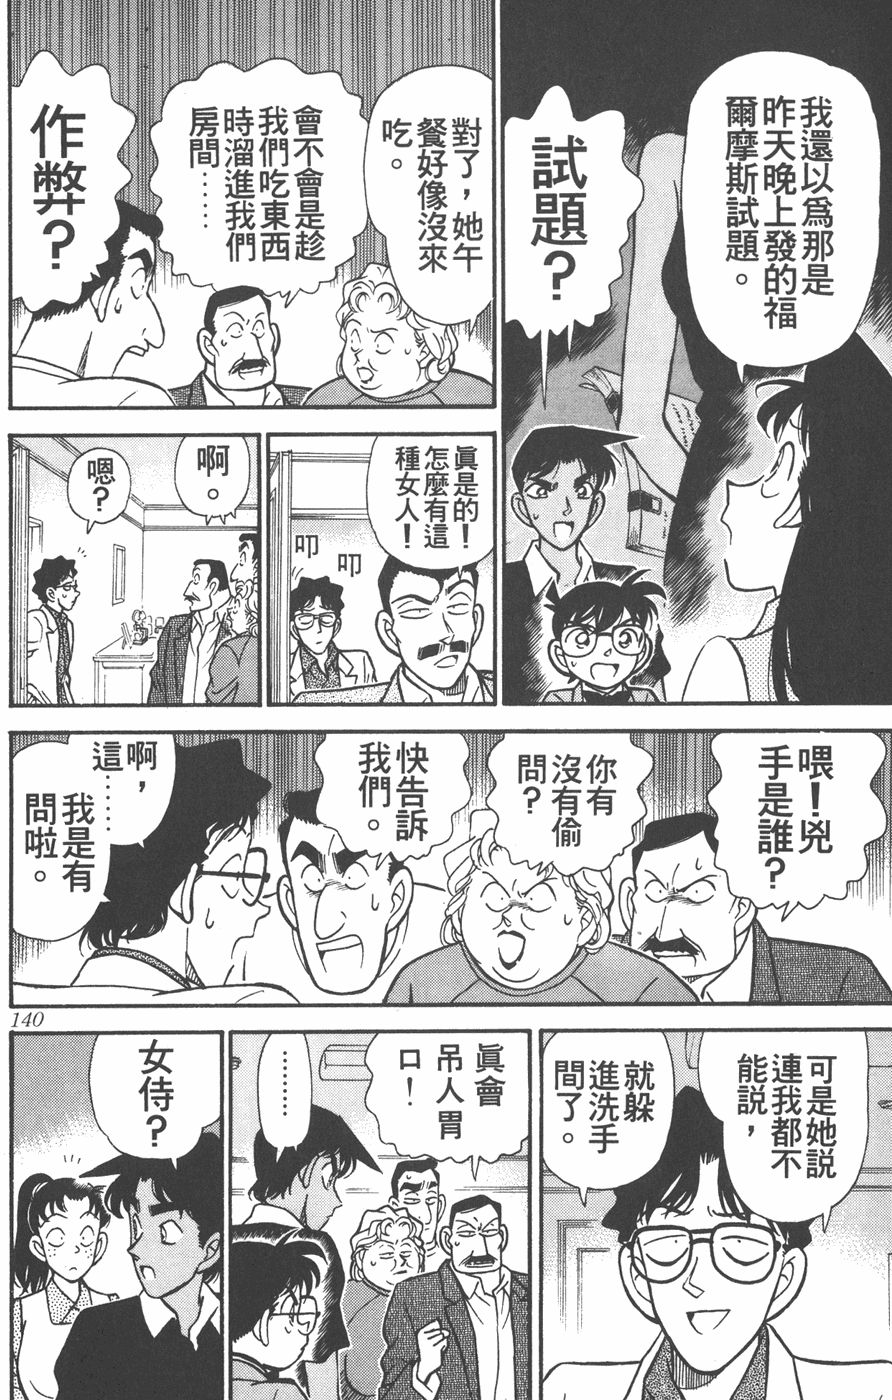 我還以為那是
昨天晚上發的福
爾摩斯試題。
試題？
對了，她午
餐好像沒來
吃。
會不會是趁
我們吃東西
時溜進我們
房間……
作弊？
眞是的！
怎麼有這
種女人！
叩
叩
啊。
嗯？
喂！兇
手是誰？
你有
沒有偷
問？
快告訴
我們。
啊，
這……
我是有
問啦。
140
可是她說
連我都不
能說，
就躲
進洗手
間了。
眞會
吊人胃
口！
………
女侍？